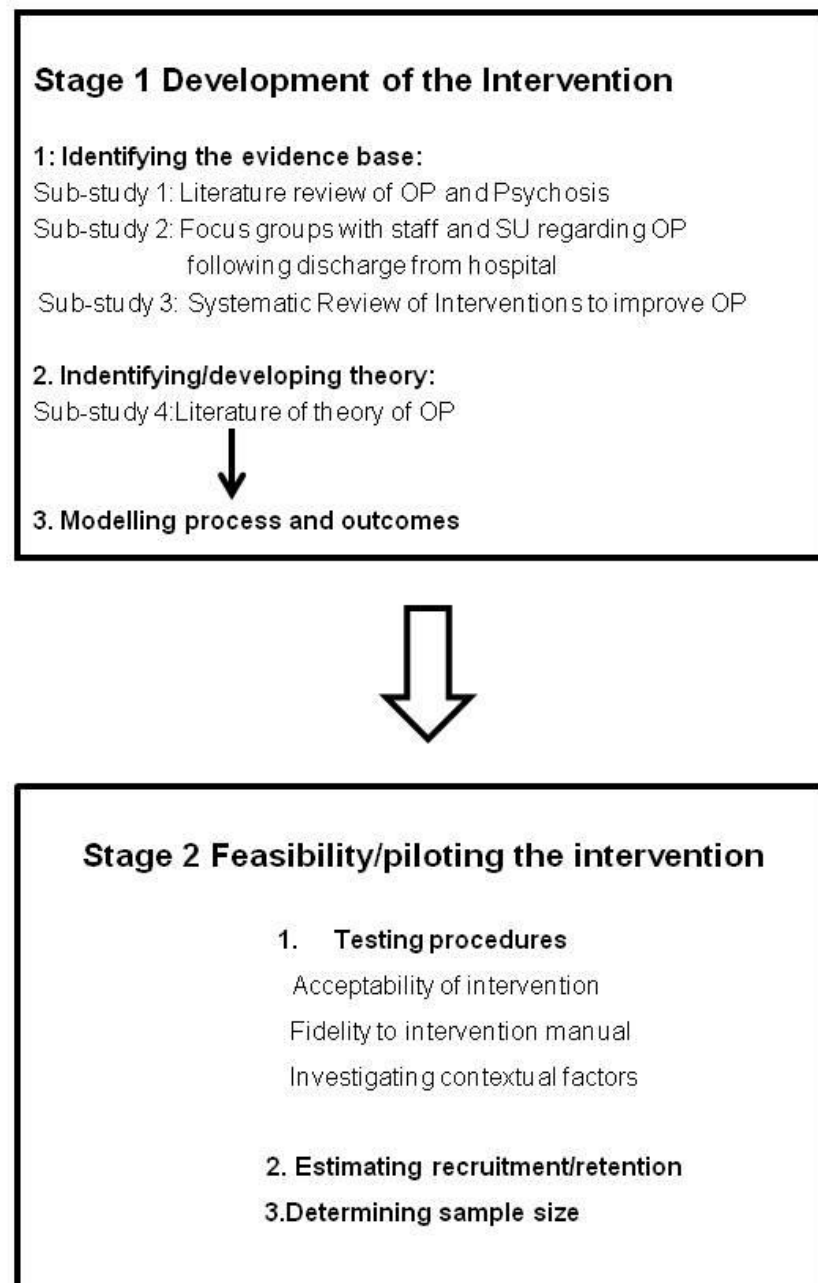 Stage 1 Development of the Intervention
1: Identifying the evidence base:
Sub-study 1: Literature review of OP and Psychosis
Sub-study 2: Focus groups with staff and SU regarding OP
following discharge from hospital
Sub-study 3: Systematic Review of Interventions to improve OP
2. Indentifying/developing theory:
Sub-study 4:Literature of theory of OP
3. Modelling process and outcomes
Stage 2 Feasibility/piloting the intervention
1. Testing procedures
Acceptability of intervention
Fidelity to intervention manual
Investigating contextual factors
2. Estimating recruitment/retention
3.Determining sample size